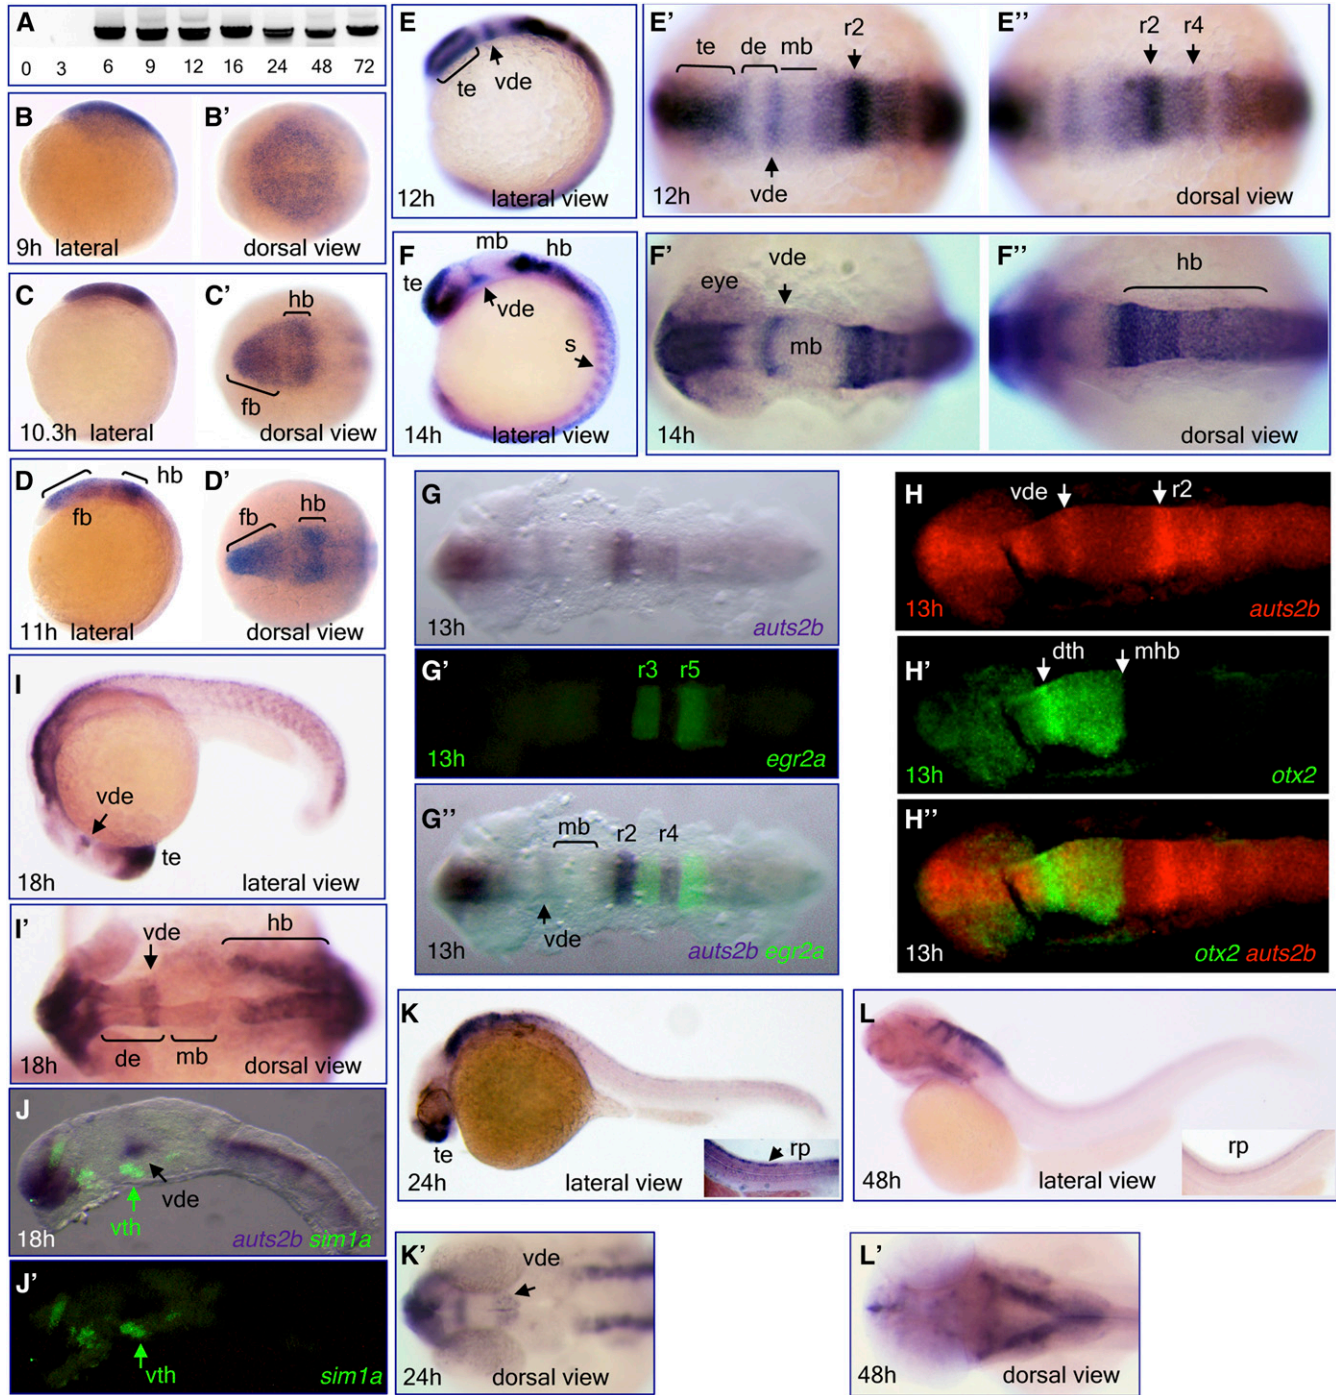 A
0 3 6 9 12 16 24 48 72
B
B'
9h lateral
dorsal view
C
C'
hb
fb
10.3h lateral
dorsal view
D
hb
fb
D'
fb
hb
11h lateral
dorsal view
E
te
vde
12h
lateral view
E'
te
de
mb
r2
vde
12h
E''
r2
r4
dorsal view
F
te
mb
hb
vde
s
14h
lateral view
F'
eye
vde
mb
14h
F''
hb
dorsal view
G
13h
auts2b
G'
r3
r5
13h
egr2a
G''
mb
r2
r4
vde
13h
auts2b egr2a
H
vde
r2
13h
auts2b
H'
dth
mhb
13h
otx2
H''
13h
otx2 auts2b
I
vde
te
18h
lateral view
I'
vde
hb
de
mb
18h
dorsal view
J
vde
vth
18h
auts2b sim1a
J'
vth
sim1a
K
te
rp
24h
lateral view
K'
vde
24h
dorsal view
L
rp
48h
lateral view
L'
48h
dorsal view